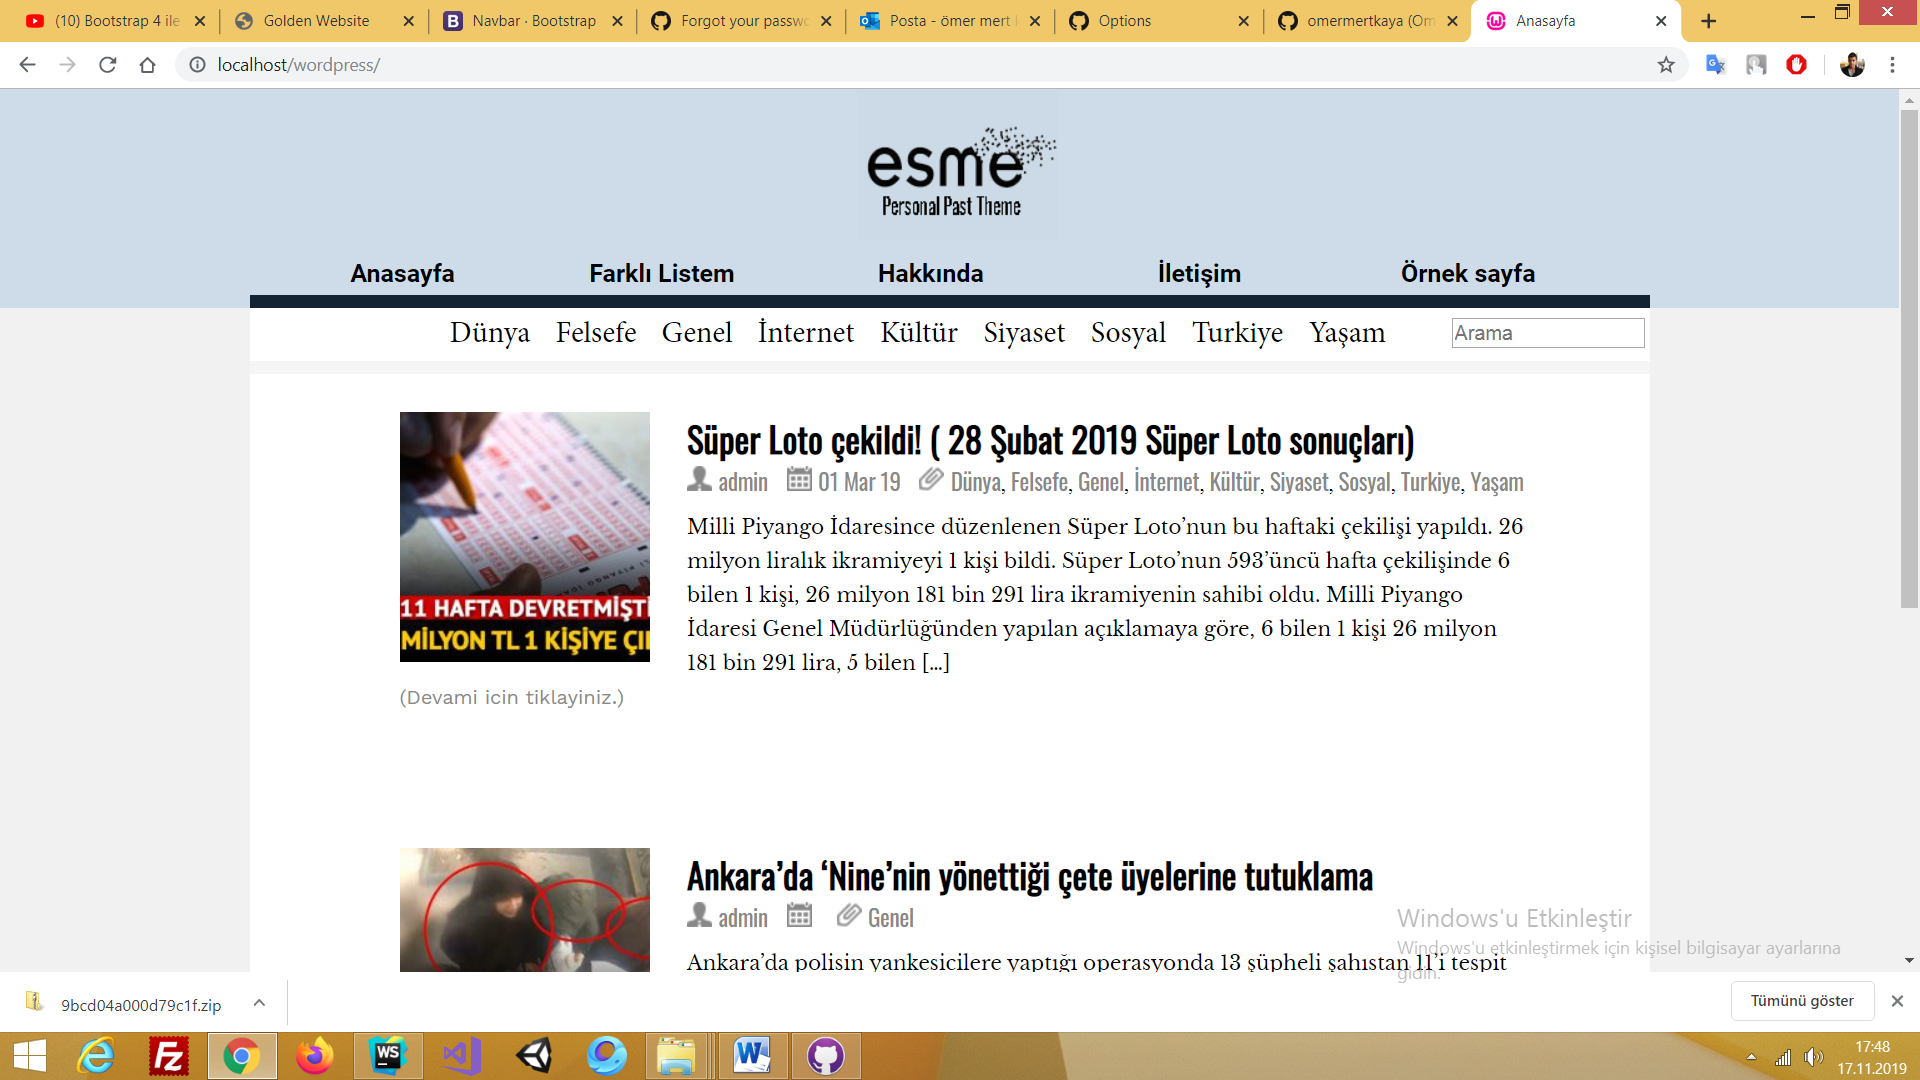 (10) Bootstrap 4 ile
Golden Website
Navbar · Bootstrap
Forgot your passwo
Posta - ömer mert
Options
omermertkaya (Om
Anasayfa
localhost/wordpress/
esme
Personal Past Theme
Anasayfa
Farklı Listem
Hakkında
İletişim
Örnek sayfa
Dünya Felsefe Genel İnternet Kültür Siyaset Sosyal Turkiye Yaşam
Arama
11 HAFTA DEVRETMİŞTİ
MİLYON TL 1 KİŞİYE ÇI
Süper Loto çekildi! ( 28 Şubat 2019 Süper Loto sonuçları)
admin 01 Mar 19 Dünya, Felsefe, Genel, İnternet, Kültür, Siyaset, Sosyal, Turkiye, Yaşam
Milli Piyango İdaresince düzenlenen Süper Loto’nun bu haftaki çekilişi yapıldı. 26
milyon liralık ikramiyeyi 1 kişi bildi. Süper Loto’nun 593’üncü hafta çekilişinde 6
bilen 1 kişi, 26 milyon 181 bin 291 lira ikramiyenin sahibi oldu. Milli Piyango
İdaresi Genel Müdürlüğünden yapılan açıklamaya göre, 6 bilen 1 kişi 26 milyon
181 bin 291 lira, 5 bilen […]
(Devami icin tiklayiniz.)
Ankara’da ‘Nine’nin yönettiği çete üyelerine tutuklama
admin Genel
Ankara’da polisin yankesicilere yaptığı operasyonda 13 şüpheli şahıstan 11’i tespit
Windows'u Etkinleştir
Windows'u etkinleştirmek için kişisel bilgisayar ayarlarına
gidin.
9bcd04a000d79c1f.zip
Tümünü göster
17:48
17.11.2019